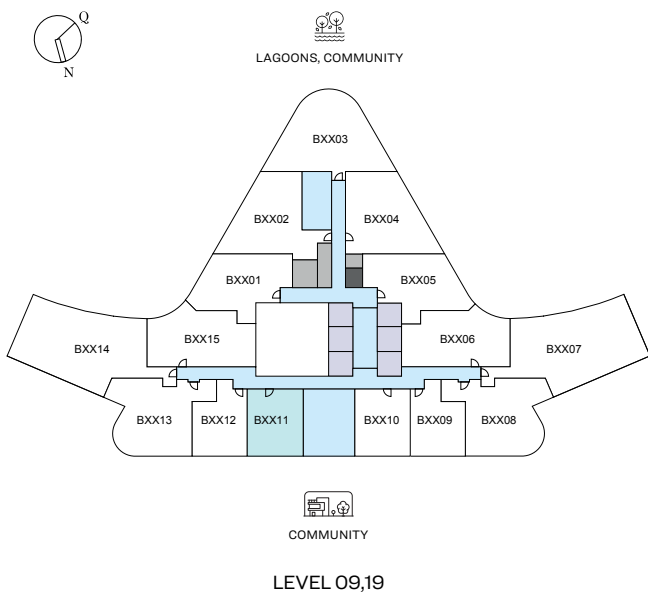 Q
N
LAGOONS, COMMUNITY
BXX03
BXX02
BXX04
BXX01
BXX05
BXX14
BXX15
BXX06
BXX07
BXX13
BXX12
BXX11
BXX10
BXX09
BXX08
COMMUNITY
LEVEL 09,19